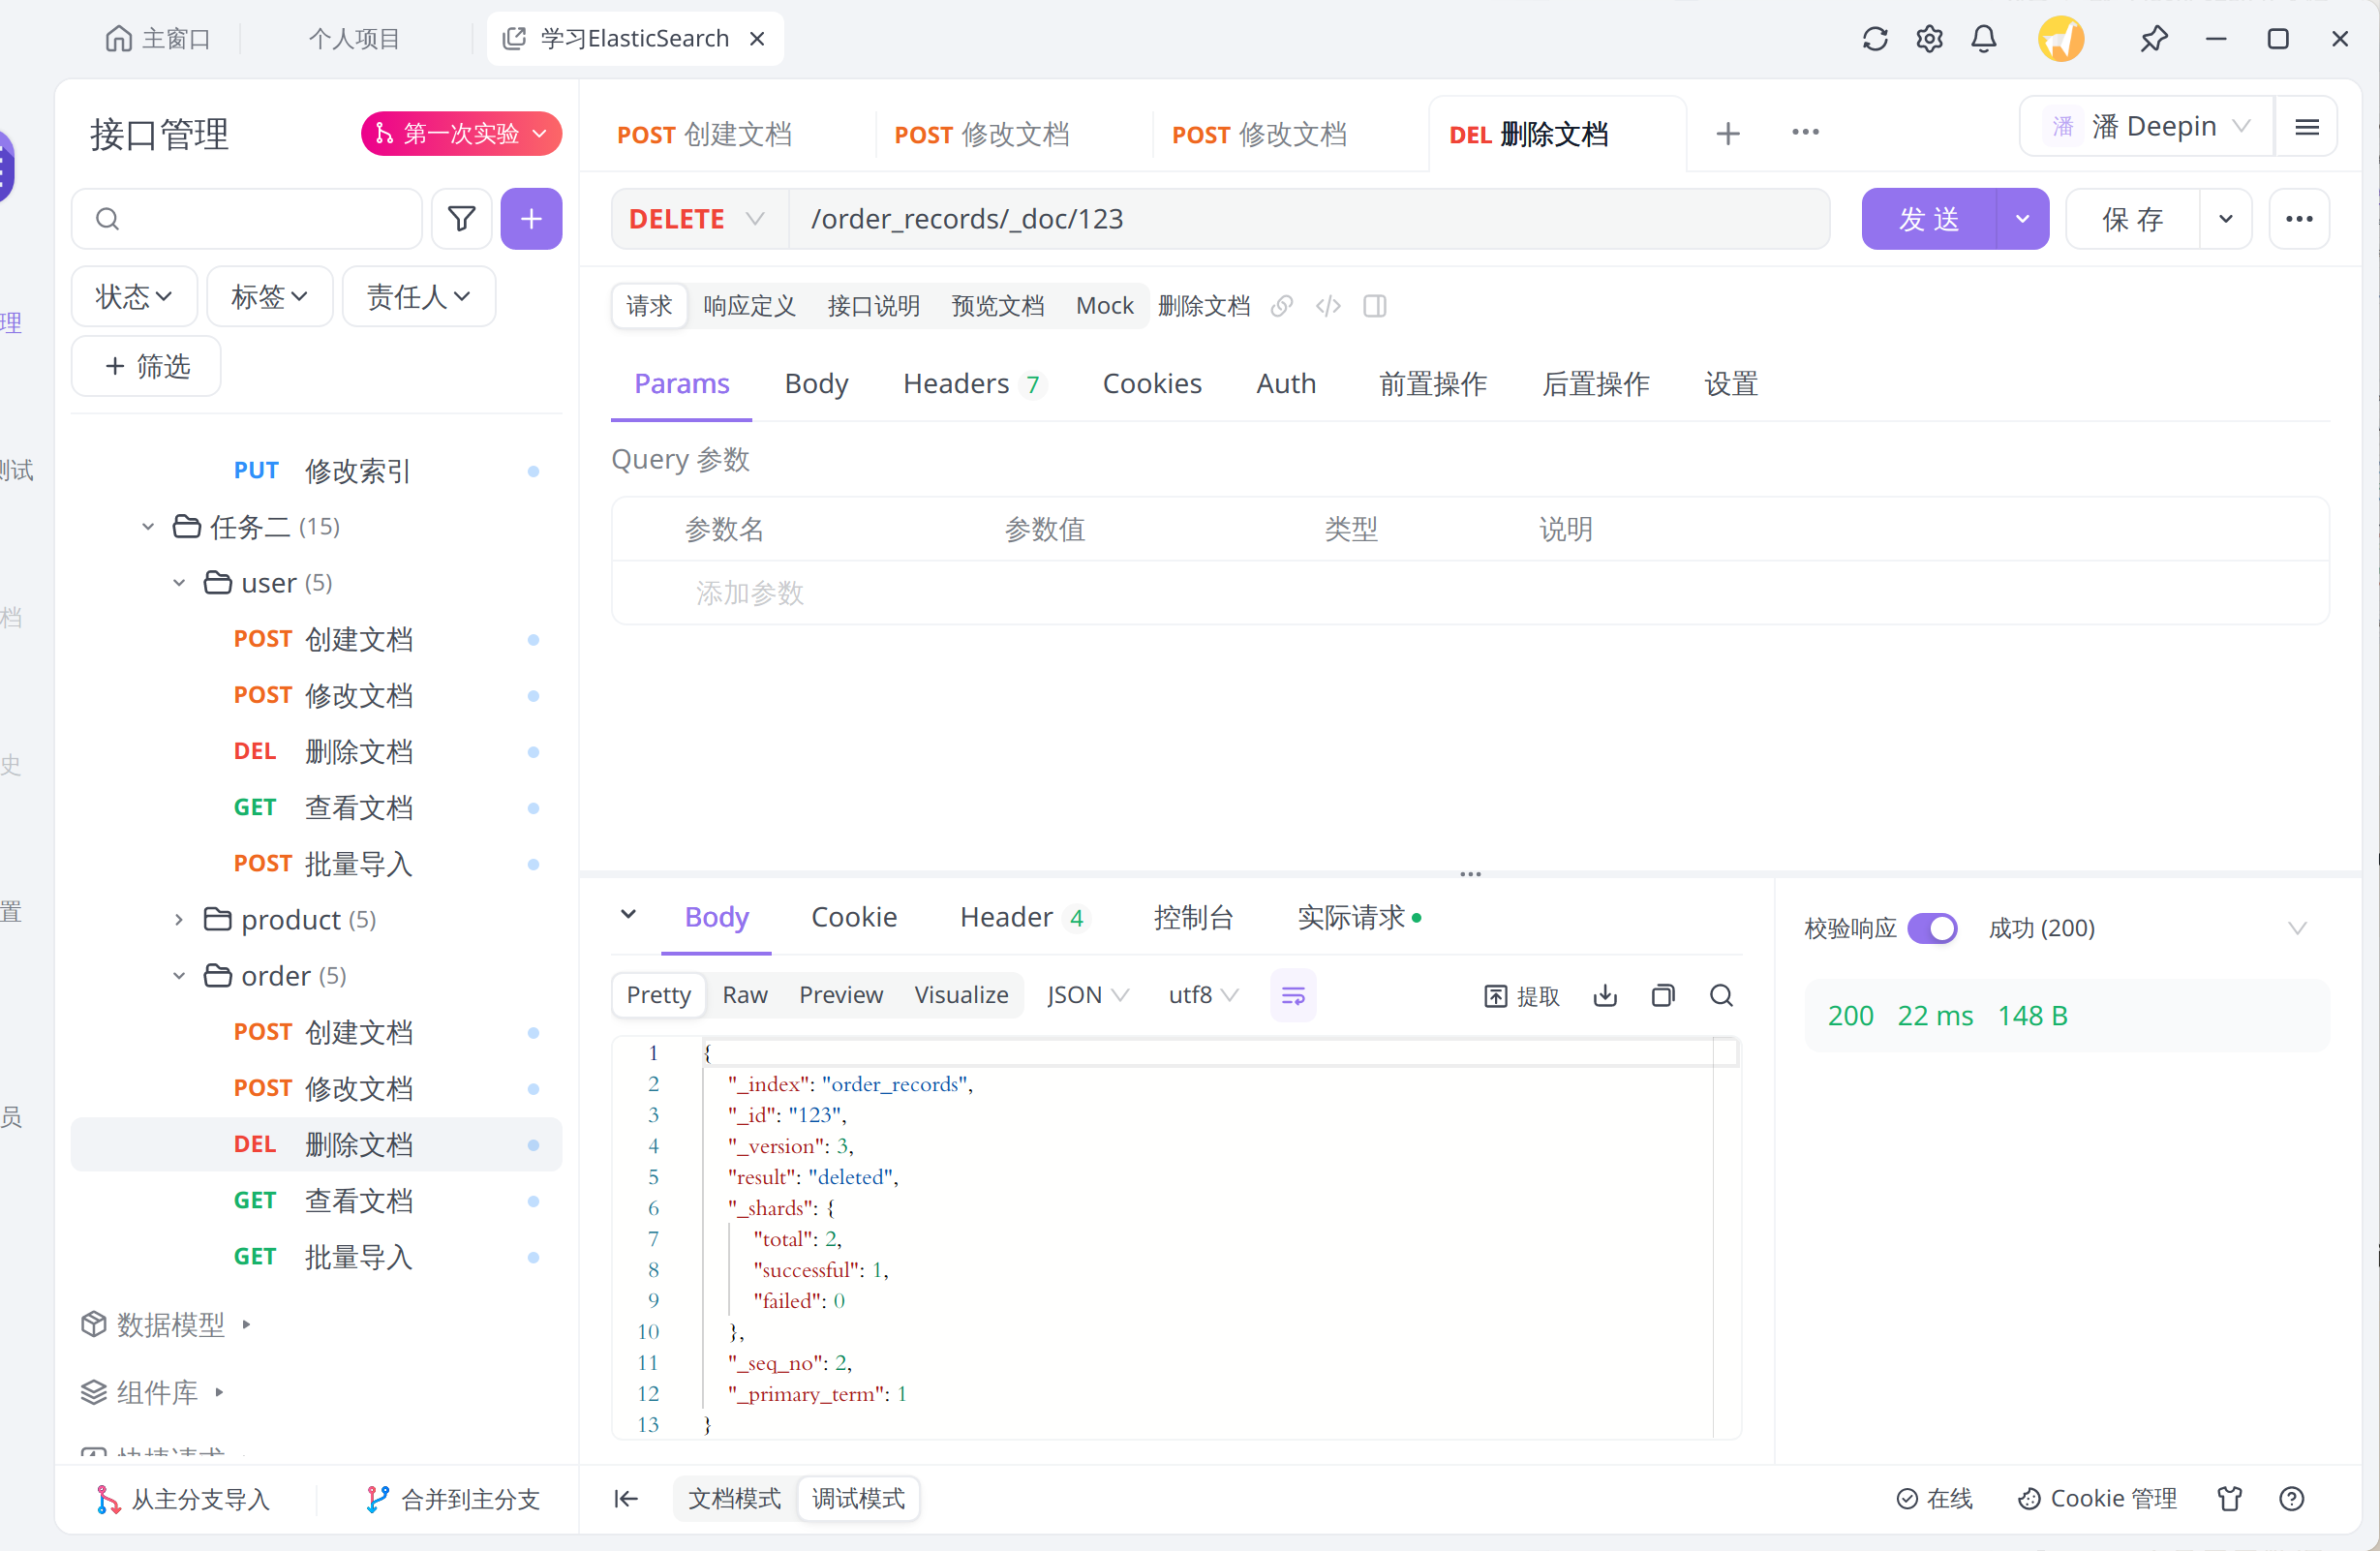 主窗口
个人项目
学习ElasticSearch
接口管理
第一次实验
状态
标签
责任人
筛选
PUT 修改索引
任务二 (15)
user (5)
POST 创建文档
POST 修改文档
DEL 删除文档
GET 查看文档
POST 批量导入
product (5)
order (5)
POST 创建文档
POST 修改文档
DEL 删除文档
GET 查看文档
GET 批量导入
数据模型
组件库
从主分支导入
合并到主分支
理
测试
档
史
置
员
POST 创建文档
POST 修改文档
POST 修改文档
DEL 删除文档
潘 潘 Deepin
DELETE /order_records/_doc/123
发 送
保 存
请求 响应定义 接口说明 预览文档 Mock 删除文档
Params Body Headers 7 Cookies Auth 前置操作 后置操作 设置
Query 参数
参数名 参数值 类型 说明
添加参数
Body Cookie Header 4 控制台 实际请求
Pretty Raw Preview Visualize JSON utf8 提取
1 {
2 "_index": "order_records",
3 "_id": "123",
4 "_version": 3,
5 "result": "deleted",
6 "_shards": {
7 "total": 2,
8 "successful": 1,
9 "failed": 0
10 },
11 "_seq_no": 2,
12 "_primary_term": 1
13 }
校验响应 成功 (200)
200 22 ms 148 B
文档模式 调试模式
在线 Cookie 管理